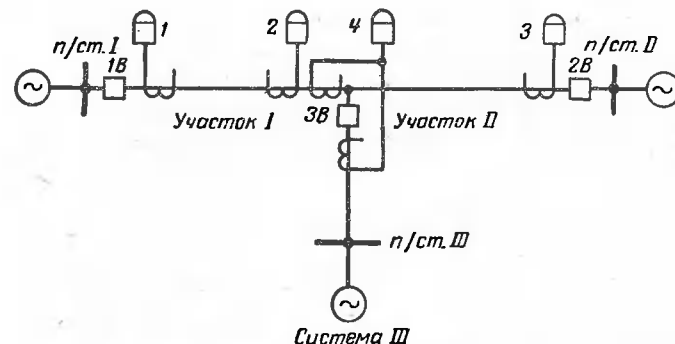 1
2
4
3
п/ст. I
1В
п/ст. II
2В
Участок I
3В
Участок II
п/ст. III
Система III